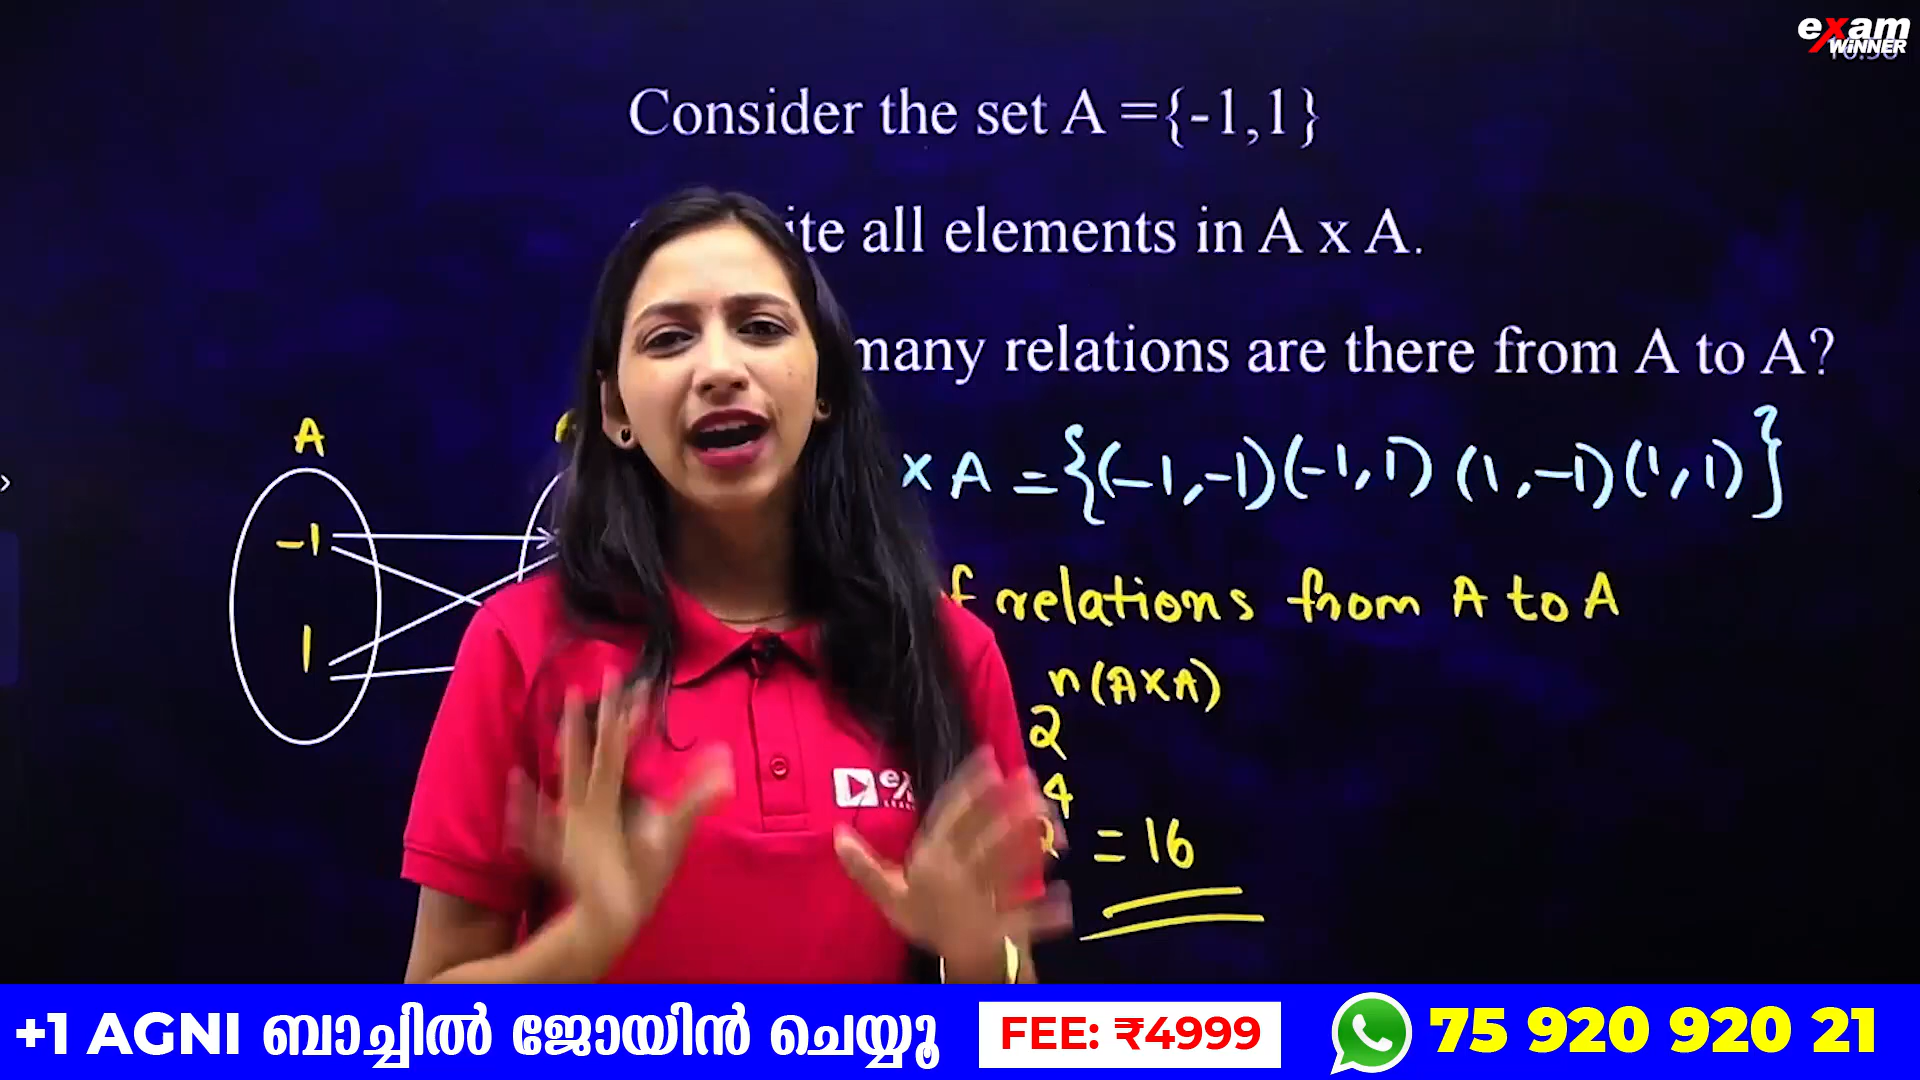 exam
WINNER
Consider the set A ={-1,1}
all elements in A x A.
many relations are there from A to A?
A
x A = {(-1,-1)(-1,1) (1,-1)(1,1)}
-1
relations from A to A
1
n(A×A)
2
4
2 = 16
+1 AGNI ബാച്ചിൽ ജോയിൻ ചെയ്യൂ
FEE: ₹4999
75 920 920 21